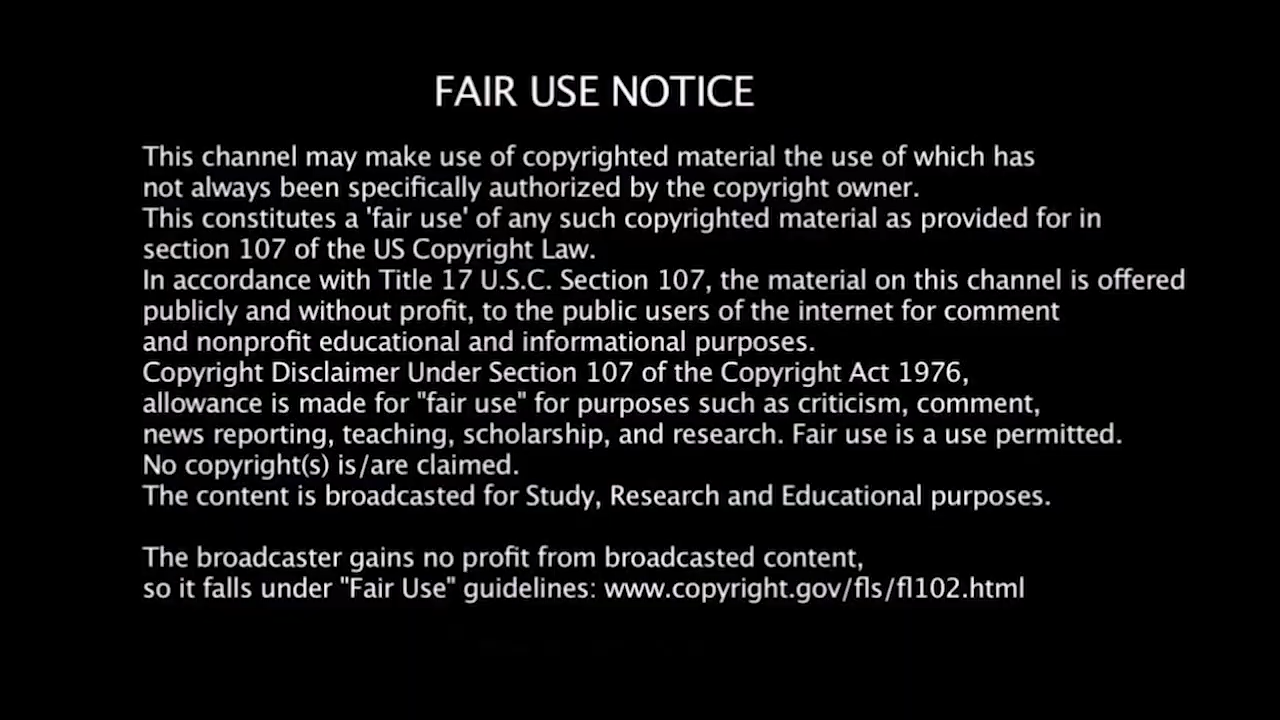 FAIR USE NOTICE
This channel may make use of copyrighted material the use of which has
not always been specifically authorized by the copyright owner.
This constitutes a 'fair use' of any such copyrighted material as provided for in
section 107 of the US Copyright Law.
In accordance with Title 17 U.S.C. Section 107, the material on this channel is offered
publicly and without profit, to the public users of the internet for comment
and nonprofit educational and informational purposes.
Copyright Disclaimer Under Section 107 of the Copyright Act 1976,
allowance is made for "fair use" for purposes such as criticism, comment,
news reporting, teaching, scholarship, and research. Fair use is a use permitted.
No copyright(s) is/are claimed.
The content is broadcasted for Study, Research and Educational purposes.
The broadcaster gains no profit from broadcasted content,
so it falls under "Fair Use" guidelines: www.copyright.gov/fls/fl102.html